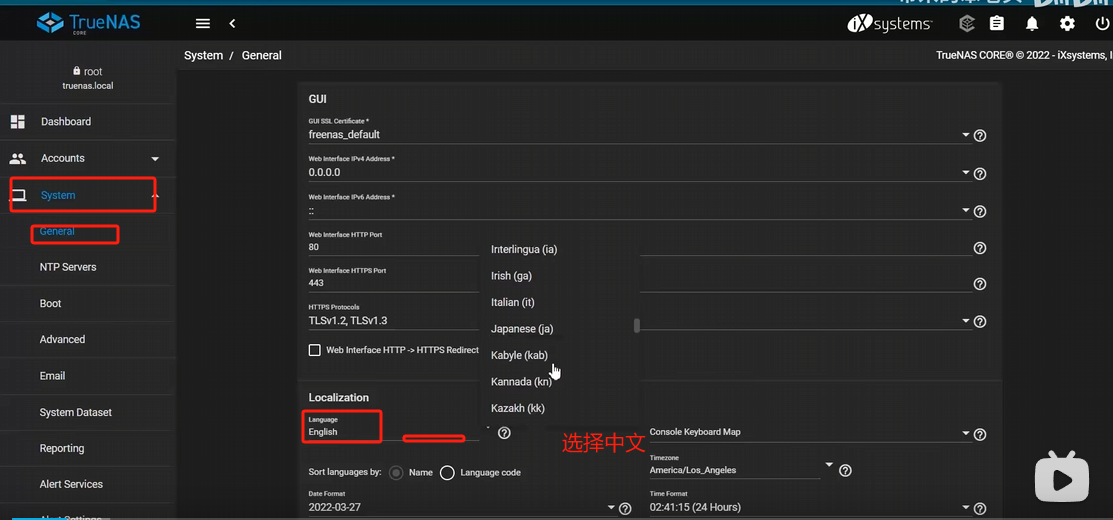 TrueNAS
CORE
iXsystems
System / General
TrueNAS CORE® © 2022 - iXsystems, I
root
truenas.local
Dashboard
Accounts
System
General
NTP Servers
Boot
Advanced
Email
System Dataset
Reporting
Alert Services
GUI
GUI SSL Certificate *
freenas_default
Web Interface IPv4 Address *
0.0.0.0
Web Interface IPv6 Address *
::
Web Interface HTTP Port
80
Web Interface HTTPS Port
443
HTTPS Protocols
TLSv1.2, TLSv1.3
Web Interface HTTP -> HTTPS Redirect
Interlingua (ia)
Irish (ga)
Italian (it)
Japanese (ja)
Kabyle (kab)
Kannada (kn)
Kazakh (kk)
Localization
Language
English
选择中文
Console Keyboard Map
Sort languages by:
Name
Language code
Timezone
America/Los_Angeles
Date Format
2022-03-27
Time Format
02:41:15 (24 Hours)